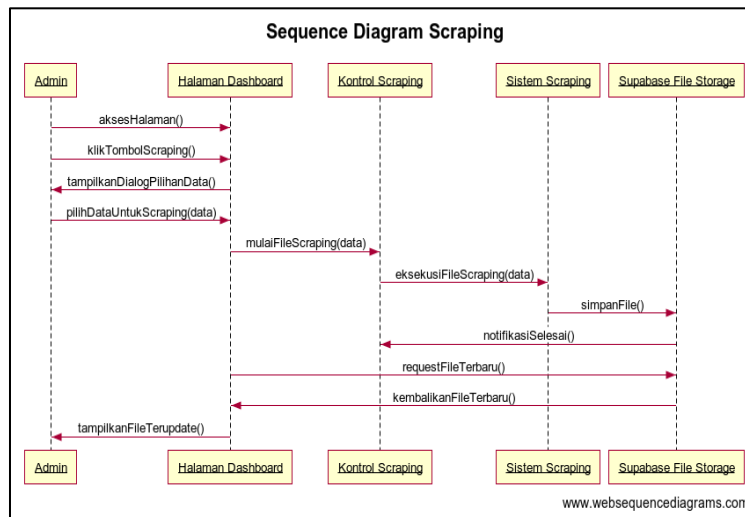 Sequence Diagram Scraping
Admin
Halaman Dashboard
Kontrol Scraping
Sistem Scraping
Supabase File Storage
aksesHalaman()
klikTombolScraping()
tampilkanDialogPilihanData()
pilihDataUntukScraping(data)
mulaiFileScraping(data)
eksekusiFileScraping(data)
simpanFile()
notifikasiSelesai()
requestFileTerbaru()
kembalikanFileTerbaru()
tampilkanFileTerupdate()
Admin
Halaman Dashboard
Kontrol Scraping
Sistem Scraping
Supabase File Storage
www.websequencediagrams.com